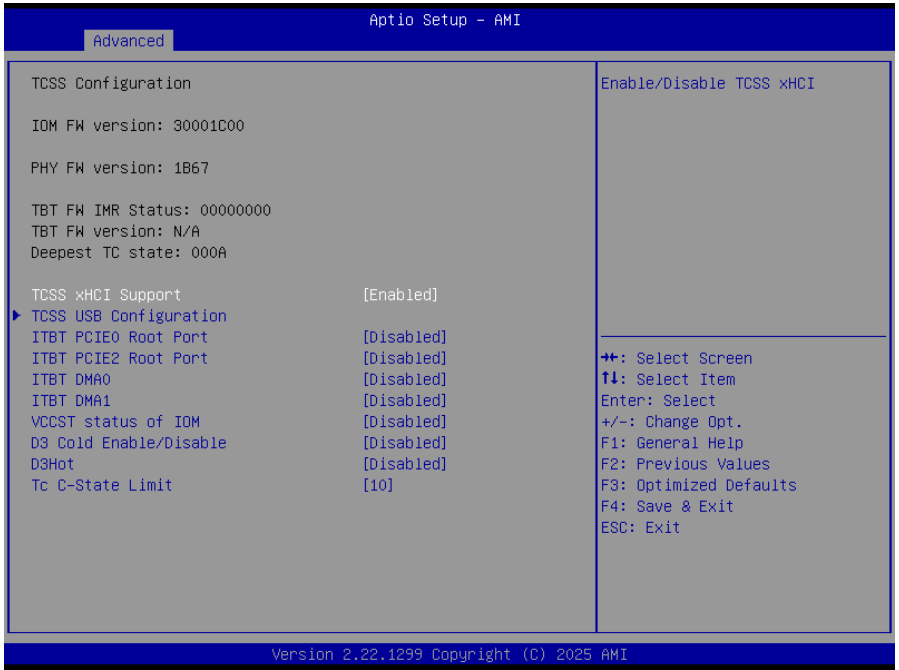 Aptio Setup - AMI
Advanced
TCSS Configuration
IOM FW version: 30001C00
PHY FW version: 1B67
TBT FW IMR Status: 00000000
TBT FW version: N/A
Deepest TC state: 000A
TCSS xHCI Support [Enabled]
TCSS USB Configuration
ITBT PCIE0 Root Port [Disabled]
ITBT PCIE2 Root Port [Disabled]
ITBT DMA0 [Disabled]
ITBT DMA1 [Disabled]
VCCST status of IOM [Disabled]
D3 Cold Enable/Disable [Disabled]
D3Hot [Disabled]
Tc C-State Limit [10]
Enable/Disable TCSS xHCI
→←: Select Screen
↑↓: Select Item
Enter: Select
+/-: Change Opt.
F1: General Help
F2: Previous Values
F3: Optimized Defaults
F4: Save & Exit
ESC: Exit
Version 2.22.1299 Copyright (C) 2025 AMI